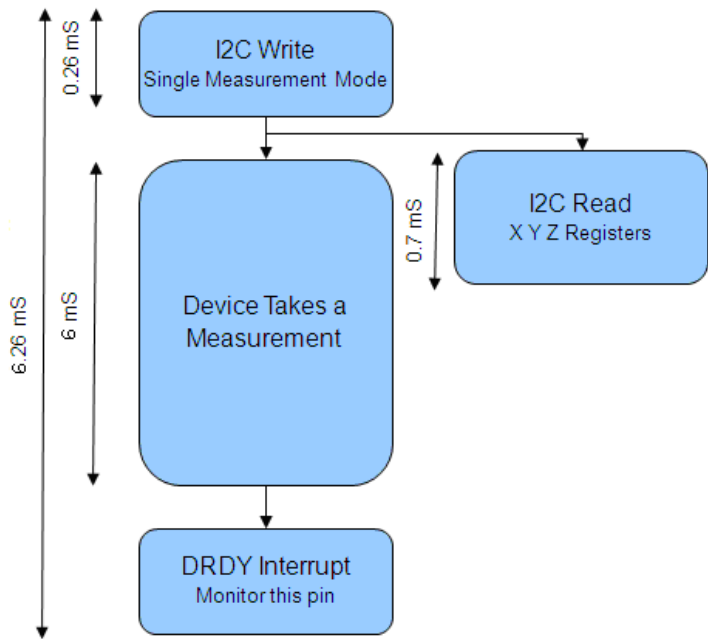 0.26 mS
I2C Write
Single Measurement Mode
6.26 mS
6 mS
Device Takes a
Measurement
0.7 mS
I2C Read
X Y Z Registers
DRDY Interrupt
Monitor this pin